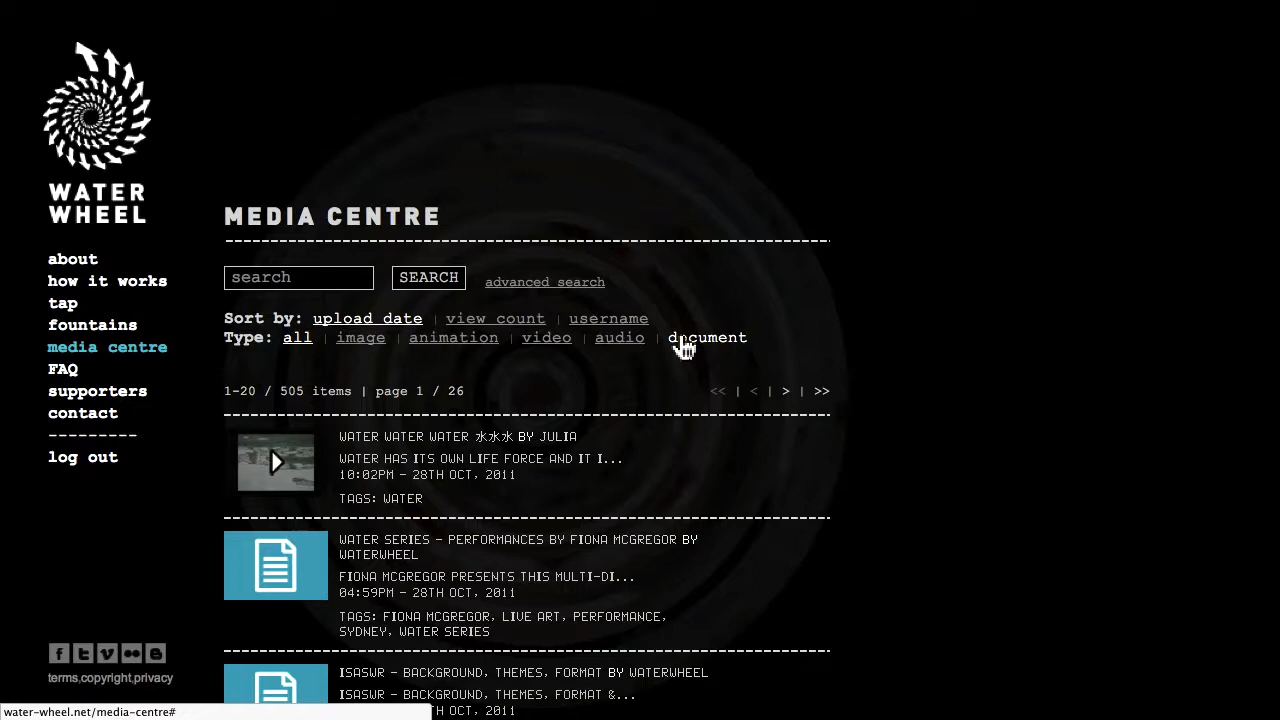 WATER
WHEEL
about
how it works
tap
fountains
media centre
FAQ
supporters
contact
---------
log out
terms,copyright,privacy
MEDIA CENTRE
search
SEARCH
advanced search
Sort by: upload date | view count | username
Type: all | image | animation | video | audio | document
1-20 / 505 items | page 1 / 26
<< | < | > | >>
WATER WATER WATER 水水水 BY JULIA
WATER HAS ITS OWN LIFE FORCE AND IT I...
10:02PM - 28TH OCT, 2011
TAGS: WATER
WATER SERIES - PERFORMANCES BY FIONA MCGREGOR BY
WATERWHEEL
FIONA MCGREGOR PRESENTS THIS MULTI-DI...
04:59PM - 28TH OCT, 2011
TAGS: FIONA MCGREGOR, LIVE ART, PERFORMANCE,
SYDNEY, WATER SERIES
ISASWR - BACKGROUND, THEMES, FORMAT BY WATERWHEEL
ISASWR - BACKGROUND, THEMES, FORMAT &...
TH OCT, 2011
water-wheel.net/media-centre#